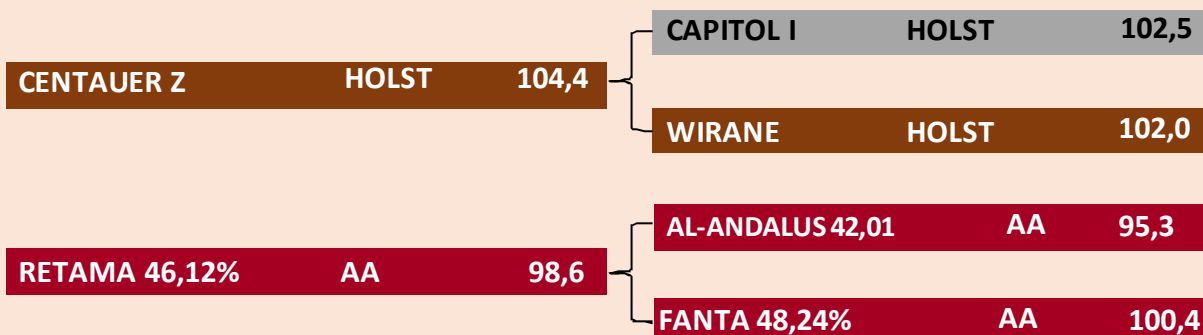 CAPITOL I HOLST 102,5
CENTAUER Z HOLST 104,4
WIRANE HOLST 102,0
AL-ANDALUS 42,01 AA 95,3
RETAMA 46,12% AA 98,6
FANTA 48,24% AA 100,4